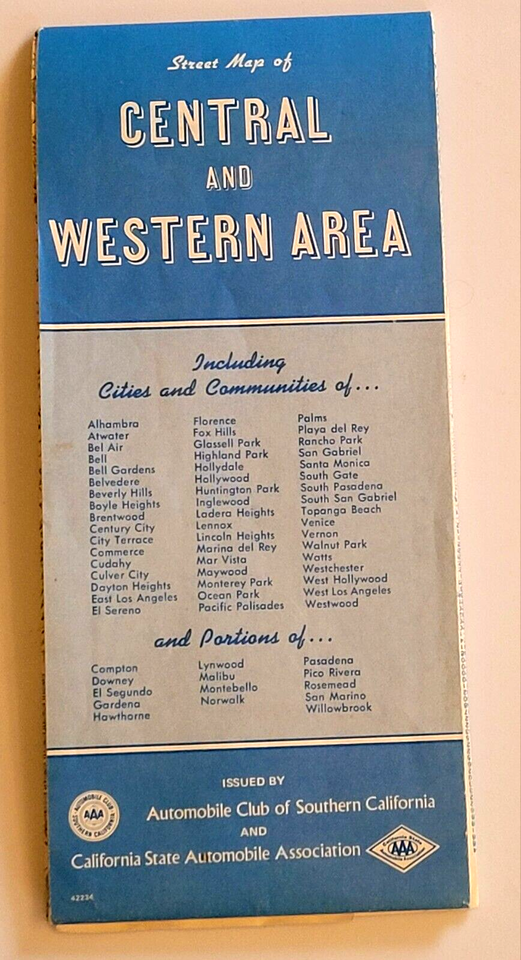 Street Map of
CENTRAL
AND
WESTERN AREA
Including
Cities and Communities of...
Alhambra
Atwater
Bel Air
Bell
Bell Gardens
Belvedere
Beverly Hills
Boyle Heights
Brentwood
Century City
City Terrace
Commerce
Cudahy
Culver City
Dayton Heights
East Los Angeles
El Sereno
Florence
Fox Hills
Glassell Park
Highland Park
Hollydale
Hollywood
Huntington Park
Inglewood
Ladera Heights
Lennox
Lincoln Heights
Marina del Rey
Mar Vista
Maywood
Monterey Park
Ocean Park
Pacific Palisades
Palms
Playa del Rey
Rancho Park
San Gabriel
Santa Monica
South Gate
South Pasadena
South San Gabriel
Topanga Beach
Venice
Vernon
Walnut Park
Watts
Westchester
West Hollywood
West Los Angeles
Westwood
and Portions of...
Compton
Downey
El Segundo
Gardena
Hawthorne
Lynwood
Malibu
Montebello
Norwalk
Pasadena
Pico Rivera
Rosemead
San Marino
Willowbrook
ISSUED BY
Automobile Club of Southern California
AND
California State Automobile Association
AUTOMOBILE CLUB
AAA
SOUTHERN CALIFORNIA
AAA
42234